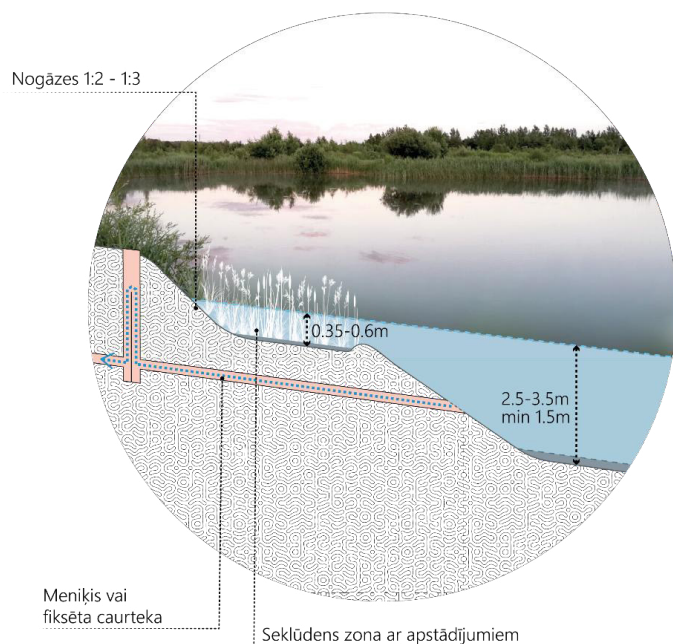 Nogāzes 1:2 - 1:3
0.35-0.6m
2.5-3.5m
min 1.5m
Meniķis vai
fiksēta caurteka
Seklūdens zona ar apstādījumiem